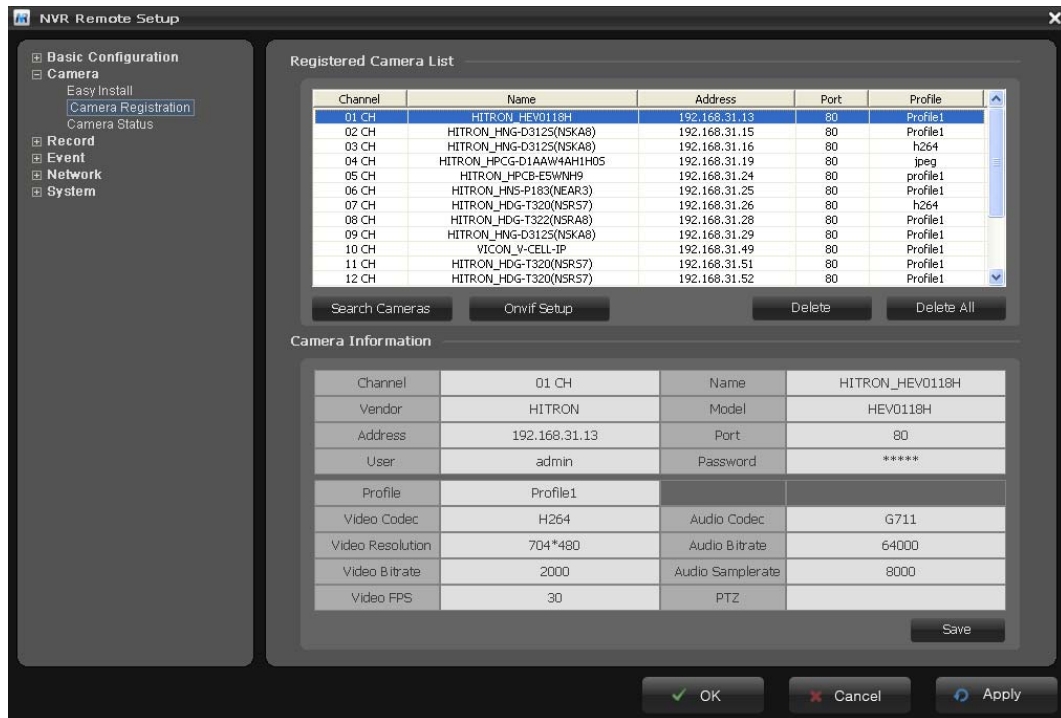 NVR Remote Setup
Basic Configuration
Camera
Easy Install
Camera Registration
Camera Status
Record
Event
Network
System
Registered Camera List
Channel Name Address Port Profile
01 CH HITRON_HEV0118H 192.168.31.13 80 Profile1
02 CH HITRON_HNG-D312S(NSKA8) 192.168.31.15 80 Profile1
03 CH HITRON_HNG-D312S(NSKA8) 192.168.31.16 80 h264
04 CH HITRON_HPCG-D1AAW4AH1H0S 192.168.31.19 80 jpeg
05 CH HITRON_HPCB-E5WNH9 192.168.31.24 80 profile1
06 CH HITRON_HNS-P183(NEAR3) 192.168.31.25 80 Profile1
07 CH HITRON_HDG-T320(NSRS7) 192.168.31.26 80 h264
08 CH HITRON_HDG-T322(NSRA8) 192.168.31.28 80 Profile1
09 CH HITRON_HNG-D312S(NSKA8) 192.168.31.29 80 Profile1
10 CH VICON_V-CELL-IP 192.168.31.49 80 Profile1
11 CH HITRON_HDG-T320(NSRS7) 192.168.31.51 80 Profile1
12 CH HITRON_HDG-T320(NSRS7) 192.168.31.52 80 Profile1
Search Cameras Onvif Setup Delete Delete All
Camera Information
Channel 01 CH Name HITRON_HEV0118H
Vendor HITRON Model HEV0118H
Address 192.168.31.13 Port 80
User admin Password *****
Profile Profile1
Video Codec H264 Audio Codec G711
Video Resolution 704*480 Audio Bitrate 64000
Video Bitrate 2000 Audio Samplerate 8000
Video FPS 30 PTZ
Save
OK Cancel Apply